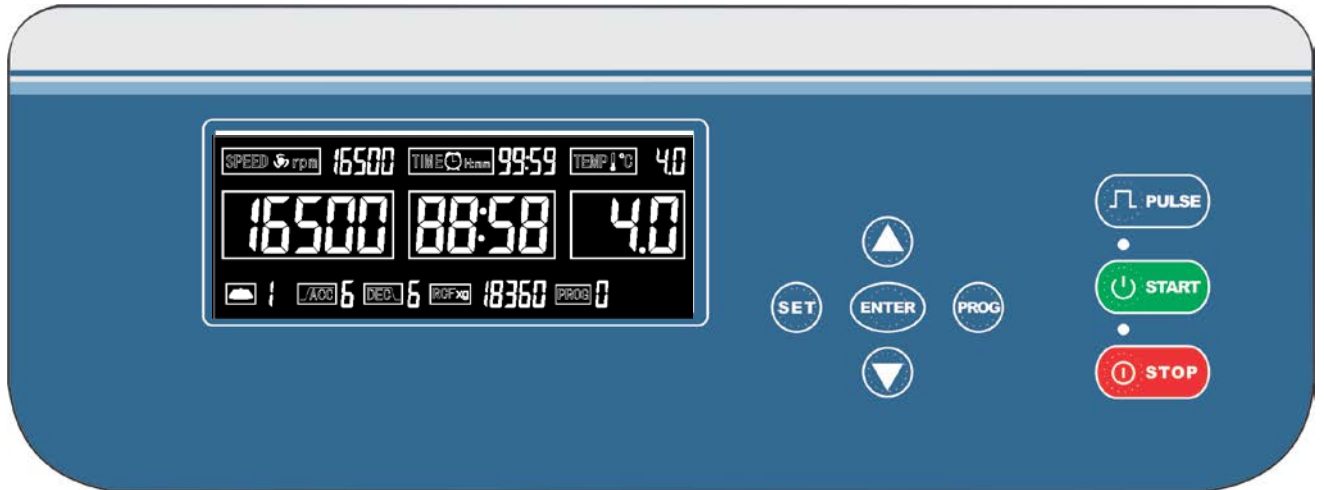 SPEED rpm 16500 TIME H:mm 99:59 TEMP °C 4.0
16500 88:58 4.0
1 ACC 6 DEC 6 RCFxg 18360 PROG 0
PULSE
SET ENTER PROG
START
STOP